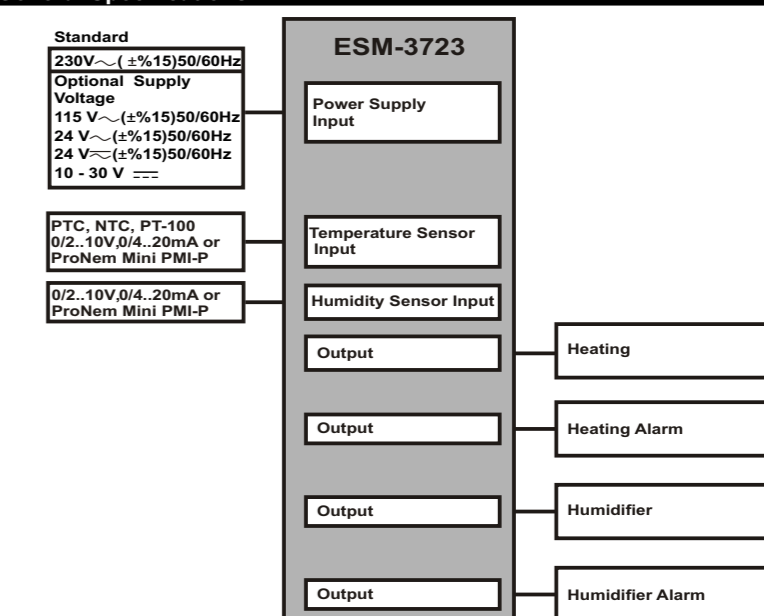 Standard
230V～( ±%15)50/60Hz
Optional Supply
Voltage
115 V～(±%15)50/60Hz
24 V～(±%15)50/60Hz
24 V⏦(±%15)50/60Hz
10 - 30 V ⎓
PTC, NTC, PT-100
0/2..10V,0/4..20mA or
ProNem Mini PMI-P
0/2..10V,0/4..20mA or
ProNem Mini PMI-P
ESM-3723
Power Supply
Input
Temperature Sensor
Input
Humidity Sensor Input
Output
Heating
Output
Heating Alarm
Output
Humidifier
Output
Humidifier Alarm